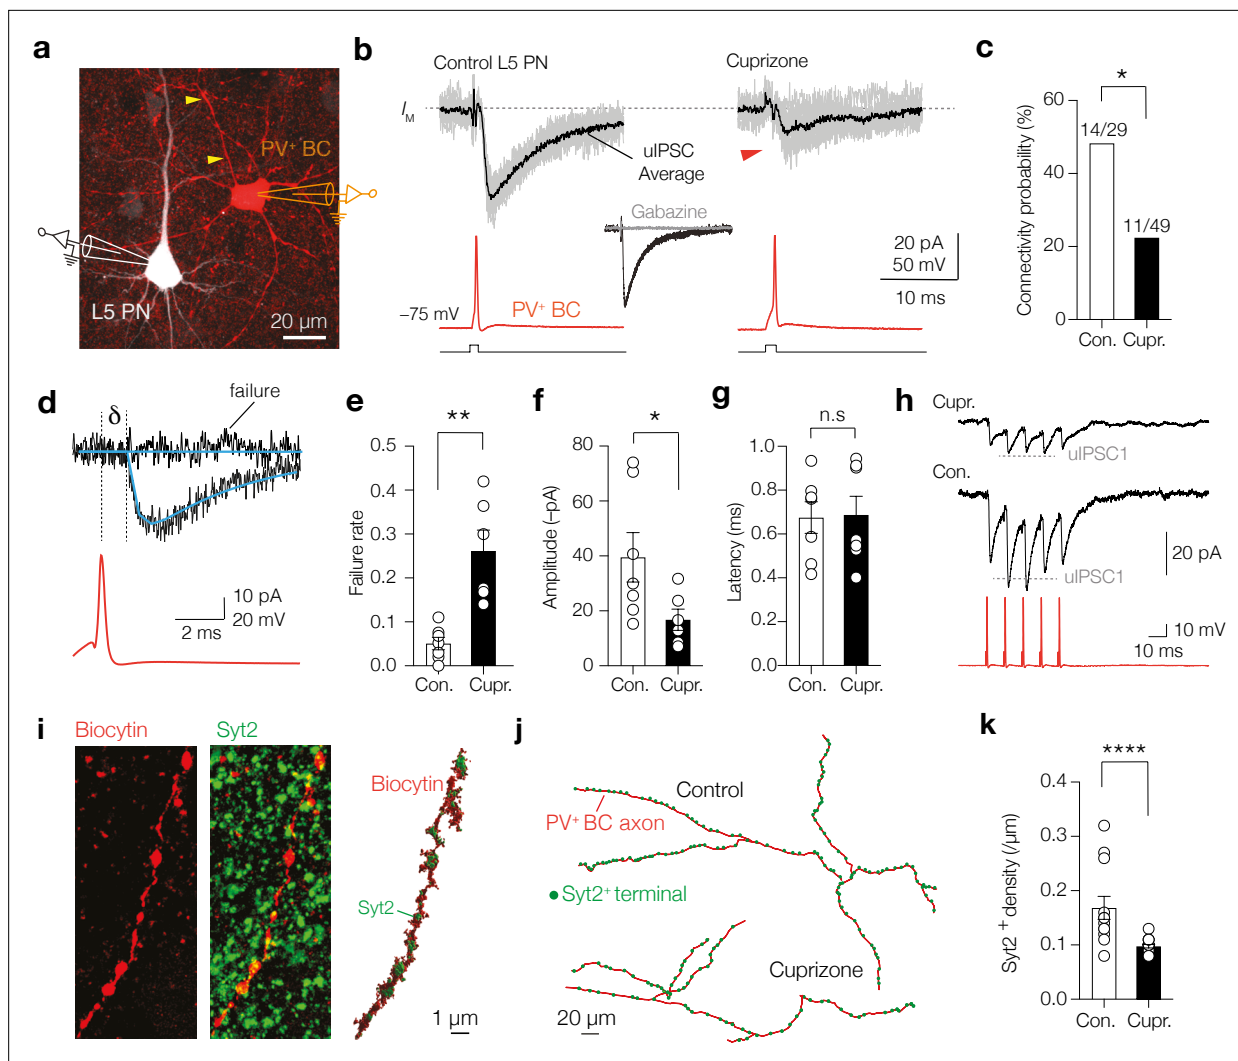 a
PV⁺ BC
L5 PN
20 µm
b
Control L5 PN
Cuprizone
I_M
uIPSC
Average
Gabazine
20 pA
50 mV
10 ms
−75 mV
PV⁺ BC
c
*
Connectivity probability (%)
60
40
20
0
14/29
11/49
Con.
Cupr.
d
δ
failure
10 pA
20 mV
2 ms
e
**
Failure rate
0.5
0.4
0.3
0.2
0.1
0.0
Con.
Cupr.
f
*
Amplitude (–pA)
80
60
40
20
0
Con.
Cupr.
g
n.s
Latency (ms)
1.0
0.8
0.6
0.4
0.2
0.0
Con.
Cupr.
h
Cupr.
uIPSC1
Con.
20 pA
uIPSC1
10 mV
10 ms
i
Biocytin
Syt2
Biocytin
Syt2
1 µm
j
Control
PV⁺ BC axon
Syt2⁺ terminal
Cuprizone
20 µm
k
****
Syt2⁺ density (/µm)
0.4
0.3
0.2
0.1
0.0
Con.
Cupr.